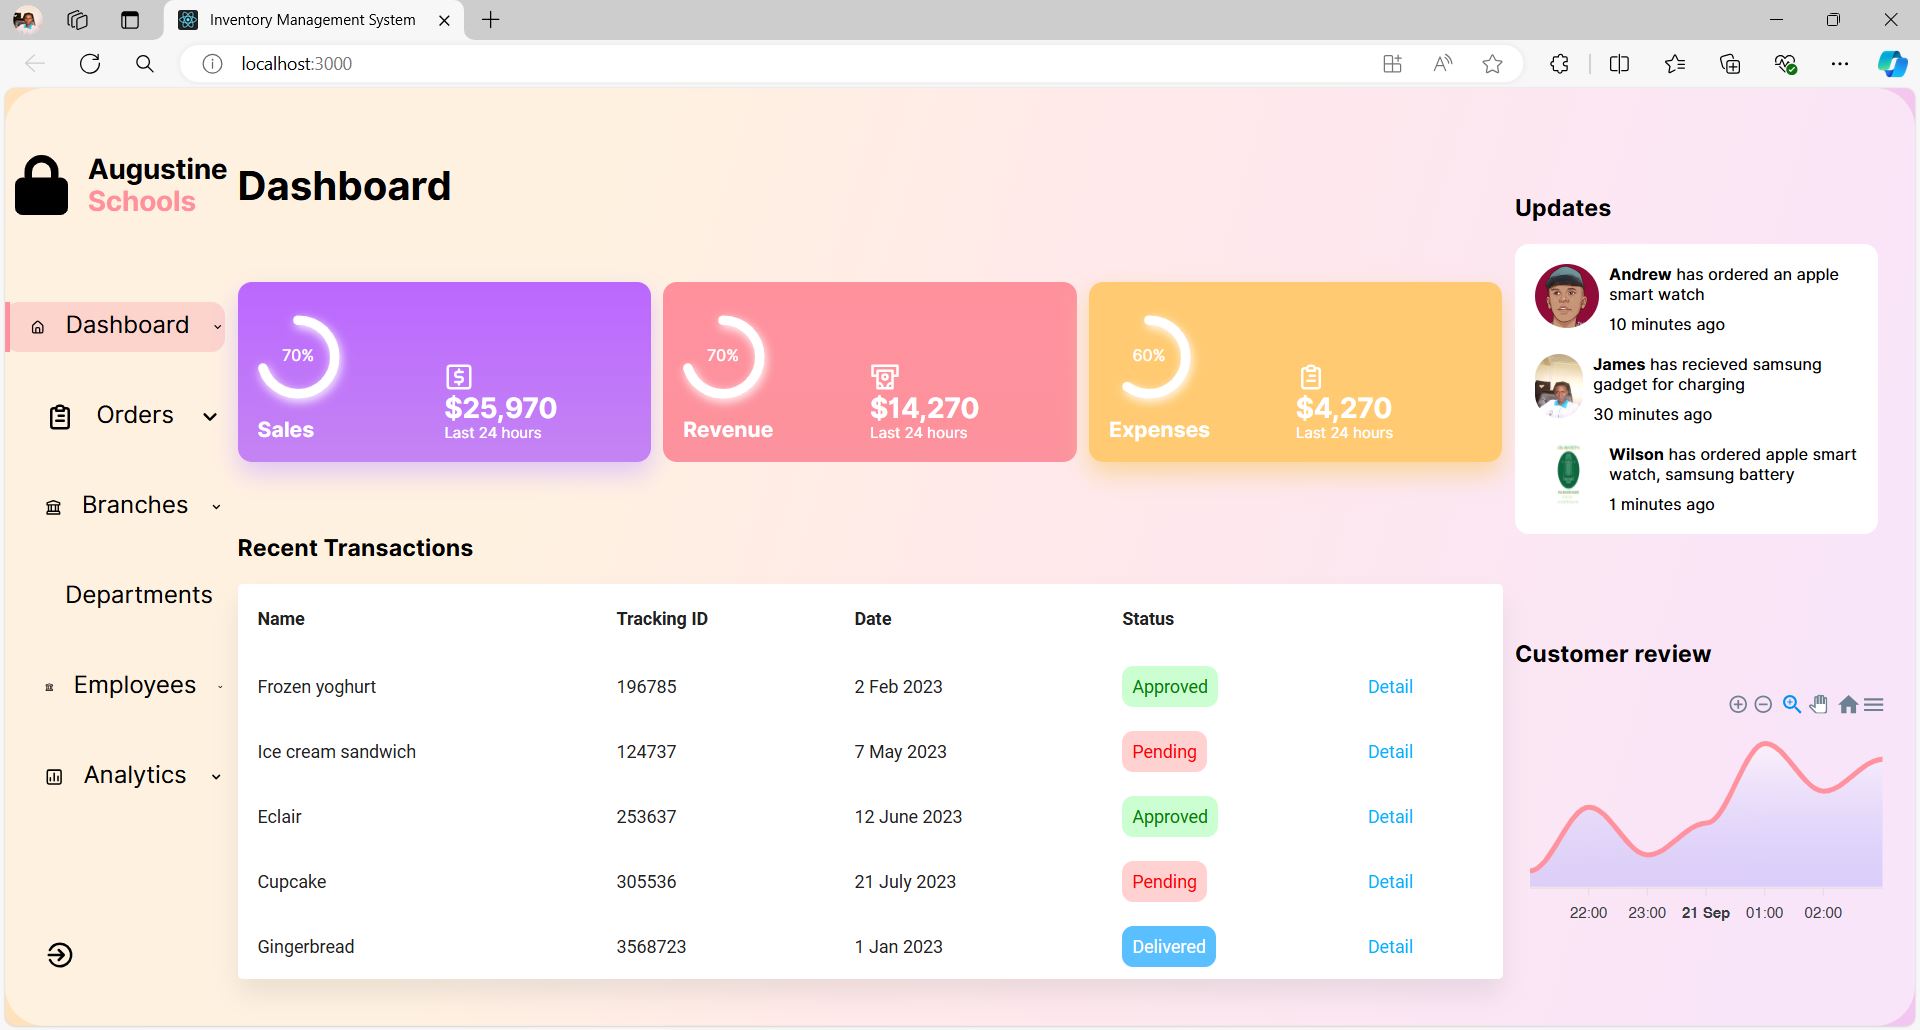 Inventory Management System
localhost:3000
Augustine
Schools
Dashboard
Orders
Branches
Departments
Employees
Analytics
Dashboard
70%
Sales
$25,970
Last 24 hours
70%
Revenue
$14,270
Last 24 hours
60%
Expenses
$4,270
Last 24 hours
Recent Transactions
Name Tracking ID Date Status
Frozen yoghurt 196785 2 Feb 2023 Approved Detail
Ice cream sandwich 124737 7 May 2023 Pending Detail
Eclair 253637 12 June 2023 Approved Detail
Cupcake 305536 21 July 2023 Pending Detail
Gingerbread 3568723 1 Jan 2023 Delivered Detail
Updates
Andrew has ordered an apple
smart watch
10 minutes ago
James has recieved samsung
gadget for charging
30 minutes ago
Wilson has ordered apple smart
watch, samsung battery
1 minutes ago
Customer review
22:00 23:00 21 Sep 01:00 02:00